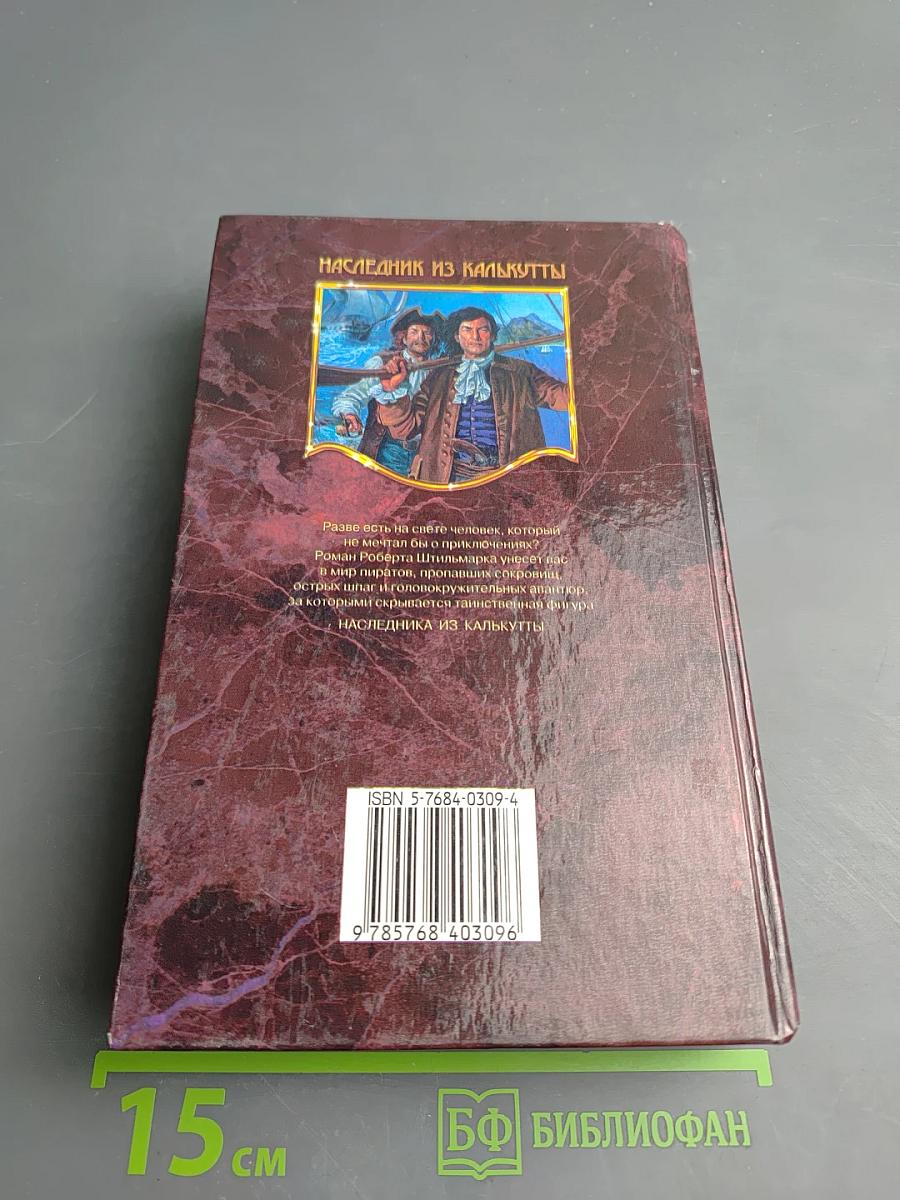 НАСЛЕДНИК ИЗ КАЛЬКУТТЫ
Разве есть на свете человек, который
не мечтал бы о приключениях?
Роман Роберта Штильмарка унесет вас
в мир пиратов, пропавших сокровищ,
острых шпаг и головокружительных авантюр,
за которыми скрывается таинственная фигура
НАСЛЕДНИКА ИЗ КАЛЬКУТТЫ
ISBN 5-7684-0309-4
9 785768 403096
15 см
БФ БИБЛИОФАН